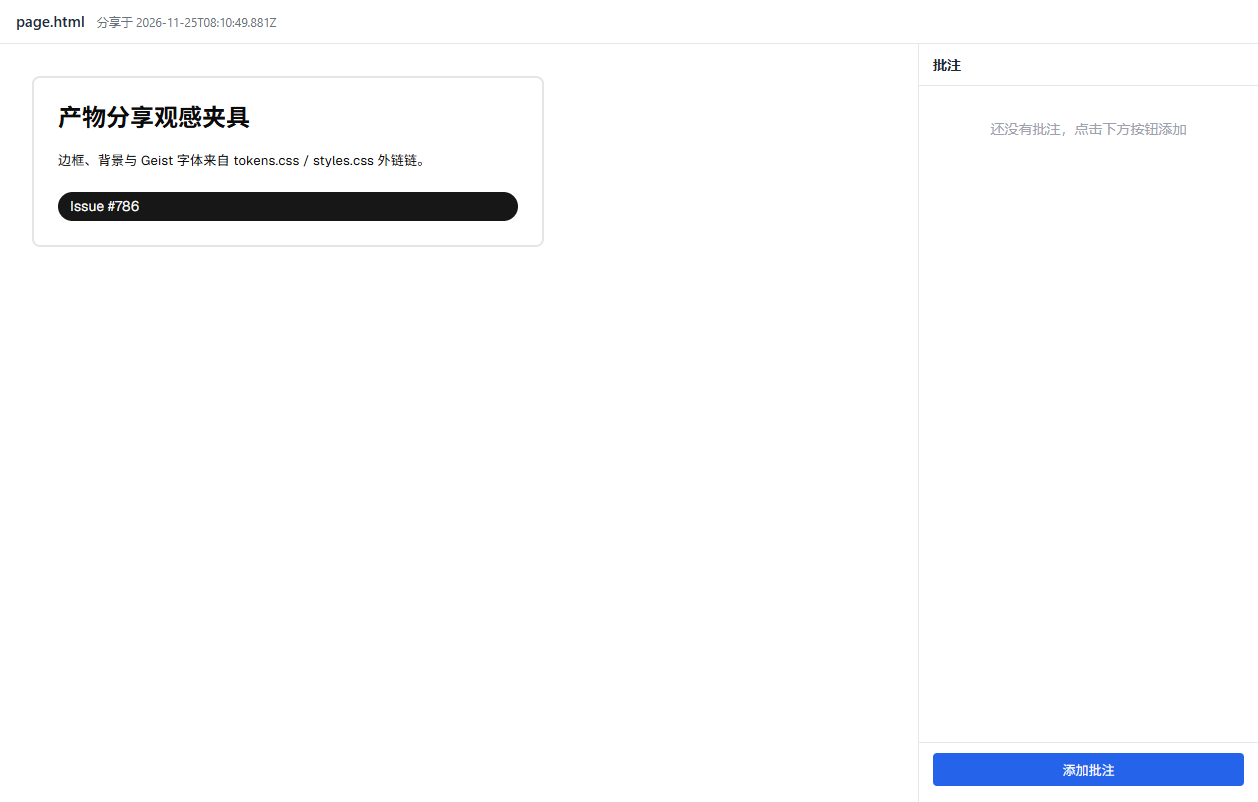 page.html 分享于 2026-11-25T08:10:49.881Z
批注
产物分享观感夹具
边框、背景与 Geist 字体来自 tokens.css / styles.css 外链链。
Issue #786
还没有批注，点击下方按钮添加
添加批注